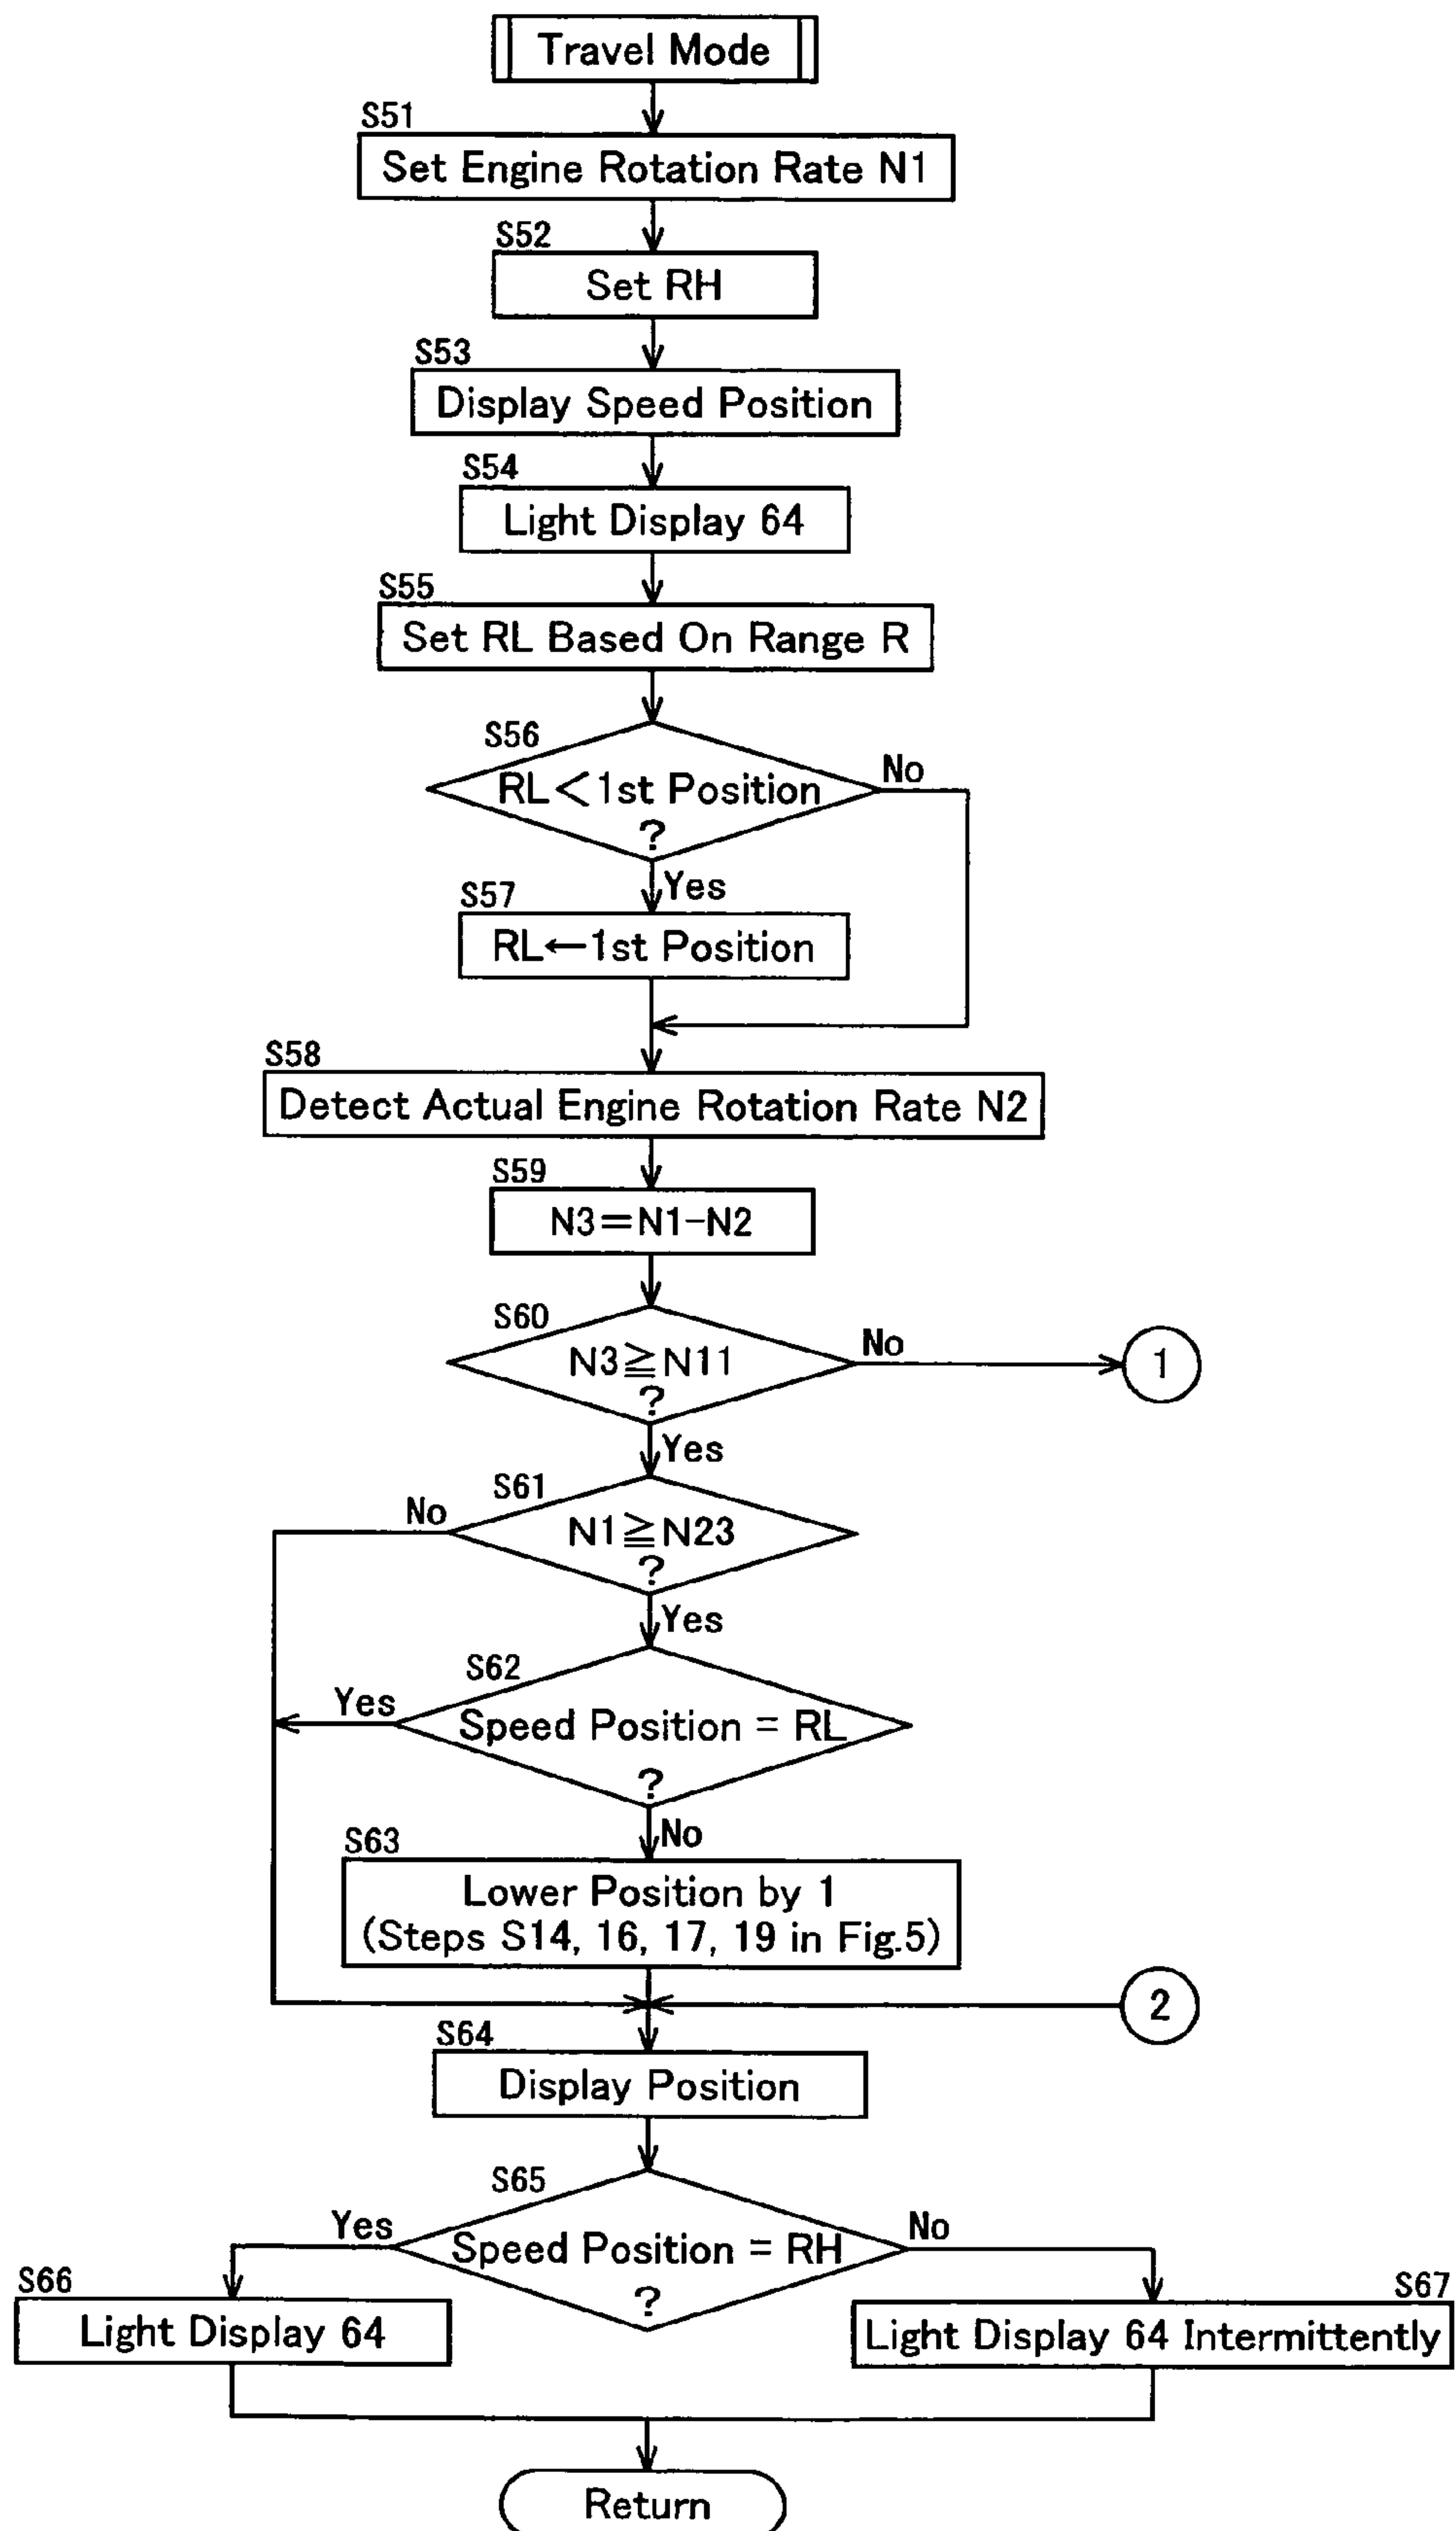 Travel Mode
S51
Set Engine Rotation Rate N1
S52
Set RH
S53
Display Speed Position
S54
Light Display 64
S55
Set RL Based On Range R
S56
RL<1st Position
?
No
Yes
S57
RL←1st Position
S58
Detect Actual Engine Rotation Rate N2
S59
N3=N1-N2
S60
N3≧N11
?
No
1
Yes
S61
No
N1≧N23
?
Yes
S62
Yes
Speed Position = RL
?
No
S63
Lower Position by 1
(Steps S14, 16, 17, 19 in Fig.5)
2
S64
Display Position
S65
Yes
Speed Position = RH
?
No
S66
Light Display 64
S67
Light Display 64 Intermittently
Return